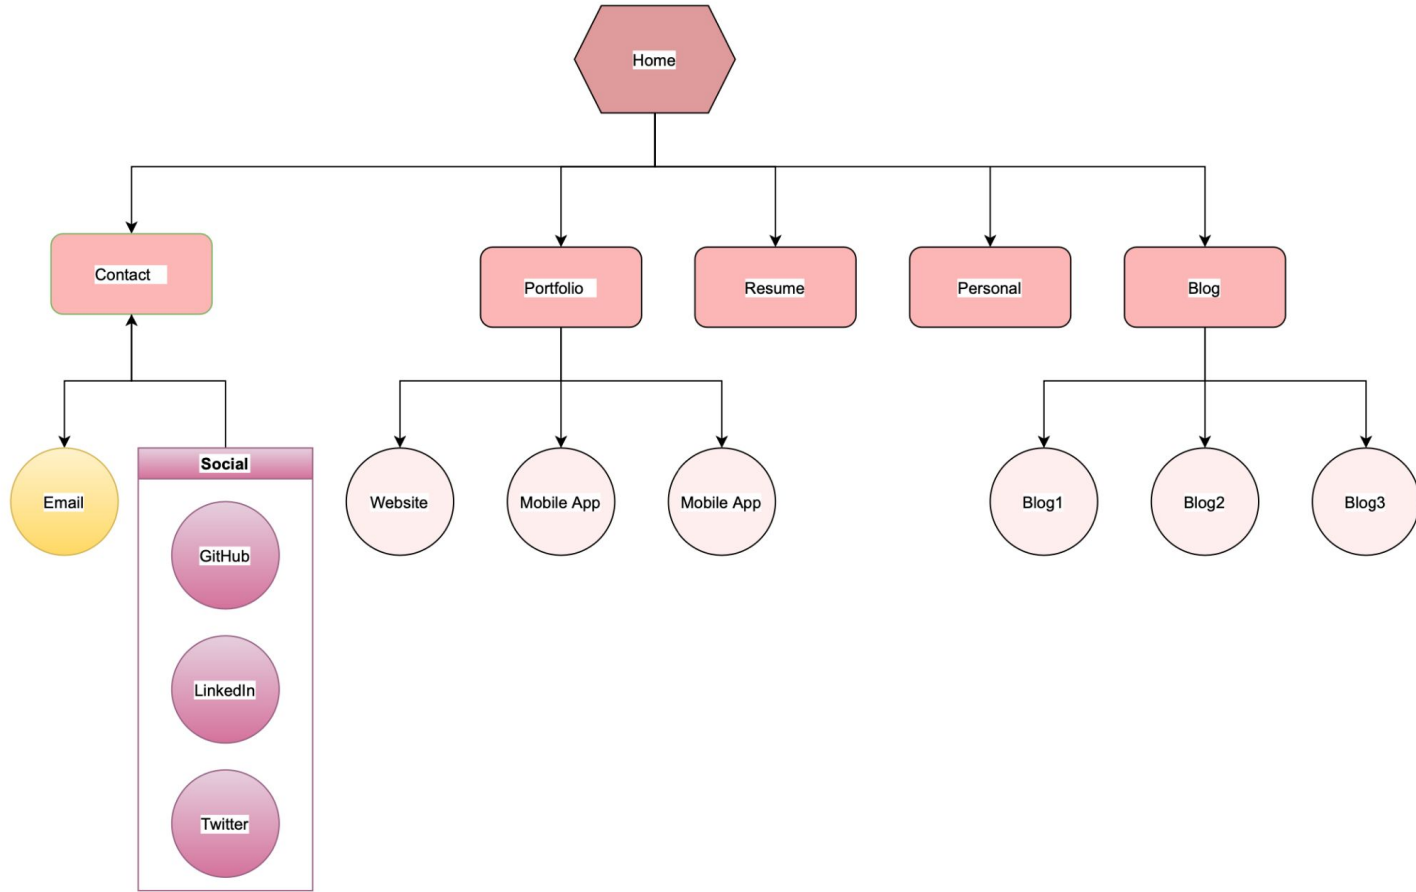 Home
Contact
Portfolio
Resume
Personal
Blog
Email
Social
GitHub
LinkedIn
Twitter
Website
Mobile App
Mobile App
Blog1
Blog2
Blog3